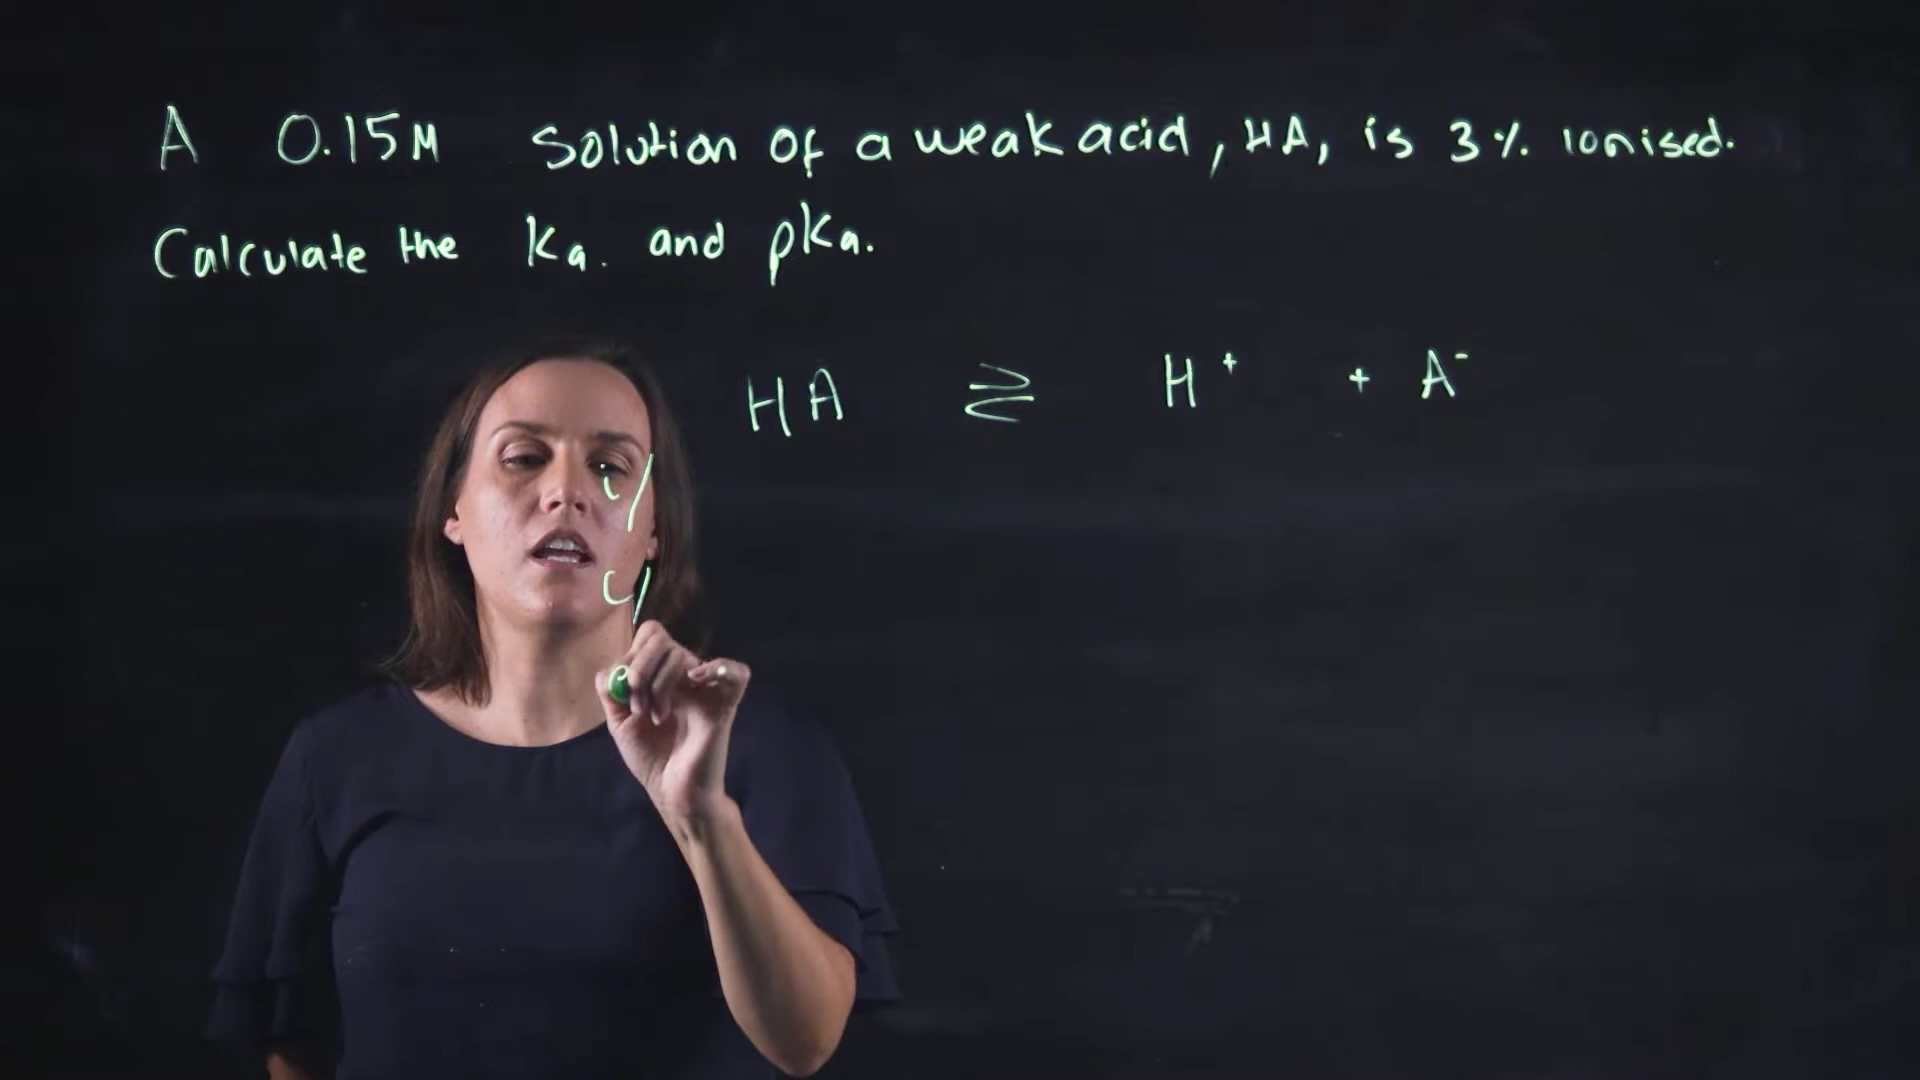 A 0.15M Solution of a weak acid, HA, is 3% ionised.
Calculate the Ka. and pKa.
HA ⇌ H⁺ + A⁻
i/
c/
e